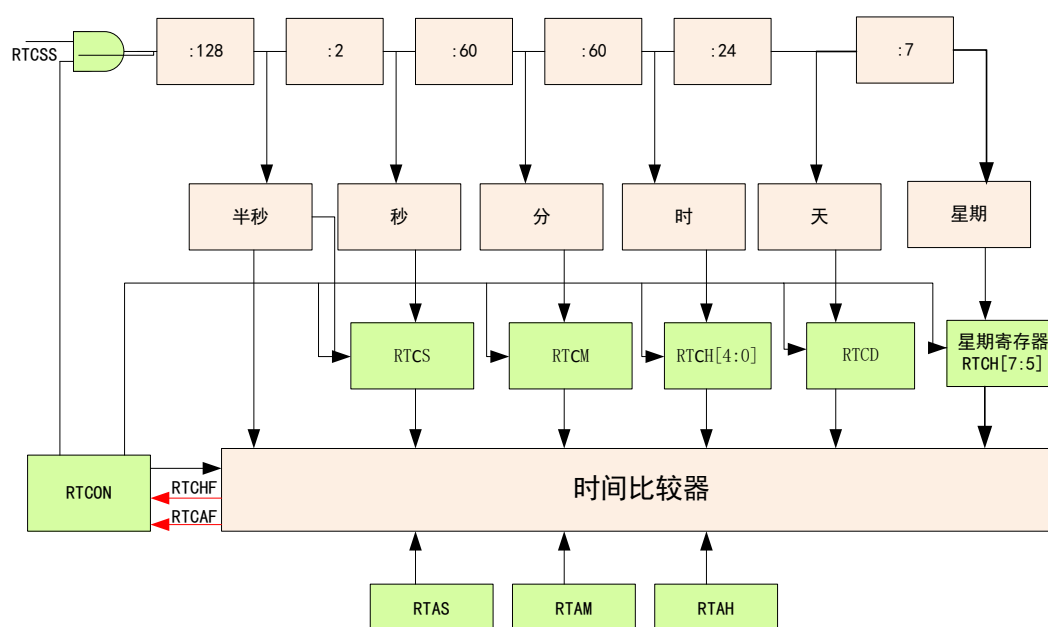 RTCSS
:128
:2
:60
:60
:24
:7
半秒
秒
分
时
天
星期
RTCS
RTCM
RTCH[4:0]
RTCD
星期寄存器
RTCH[7:5]
RTCON
RTCHF
RTCAF
时间比较器
RTAS
RTAM
RTAH